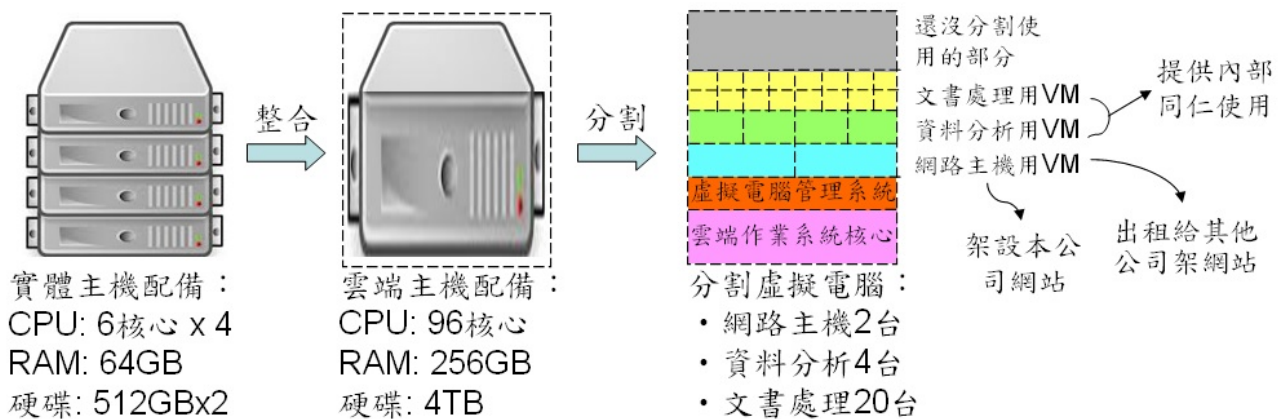 整合
分割
還沒分割使
用的部分
文書處理用VM
資料分析用VM
網路主機用VM
提供內部
同仁使用
虛擬電腦管理系統
雲端作業系統核心
架設本公
司網站
出租給其他
公司架網站
實體主機配備：
CPU: 6核心 x 4
RAM: 64GB
硬碟: 512GBx2
雲端主機配備：
CPU: 96核心
RAM: 256GB
硬碟: 4TB
分割虛擬電腦：
・網路主機2台
・資料分析4台
・文書處理20台